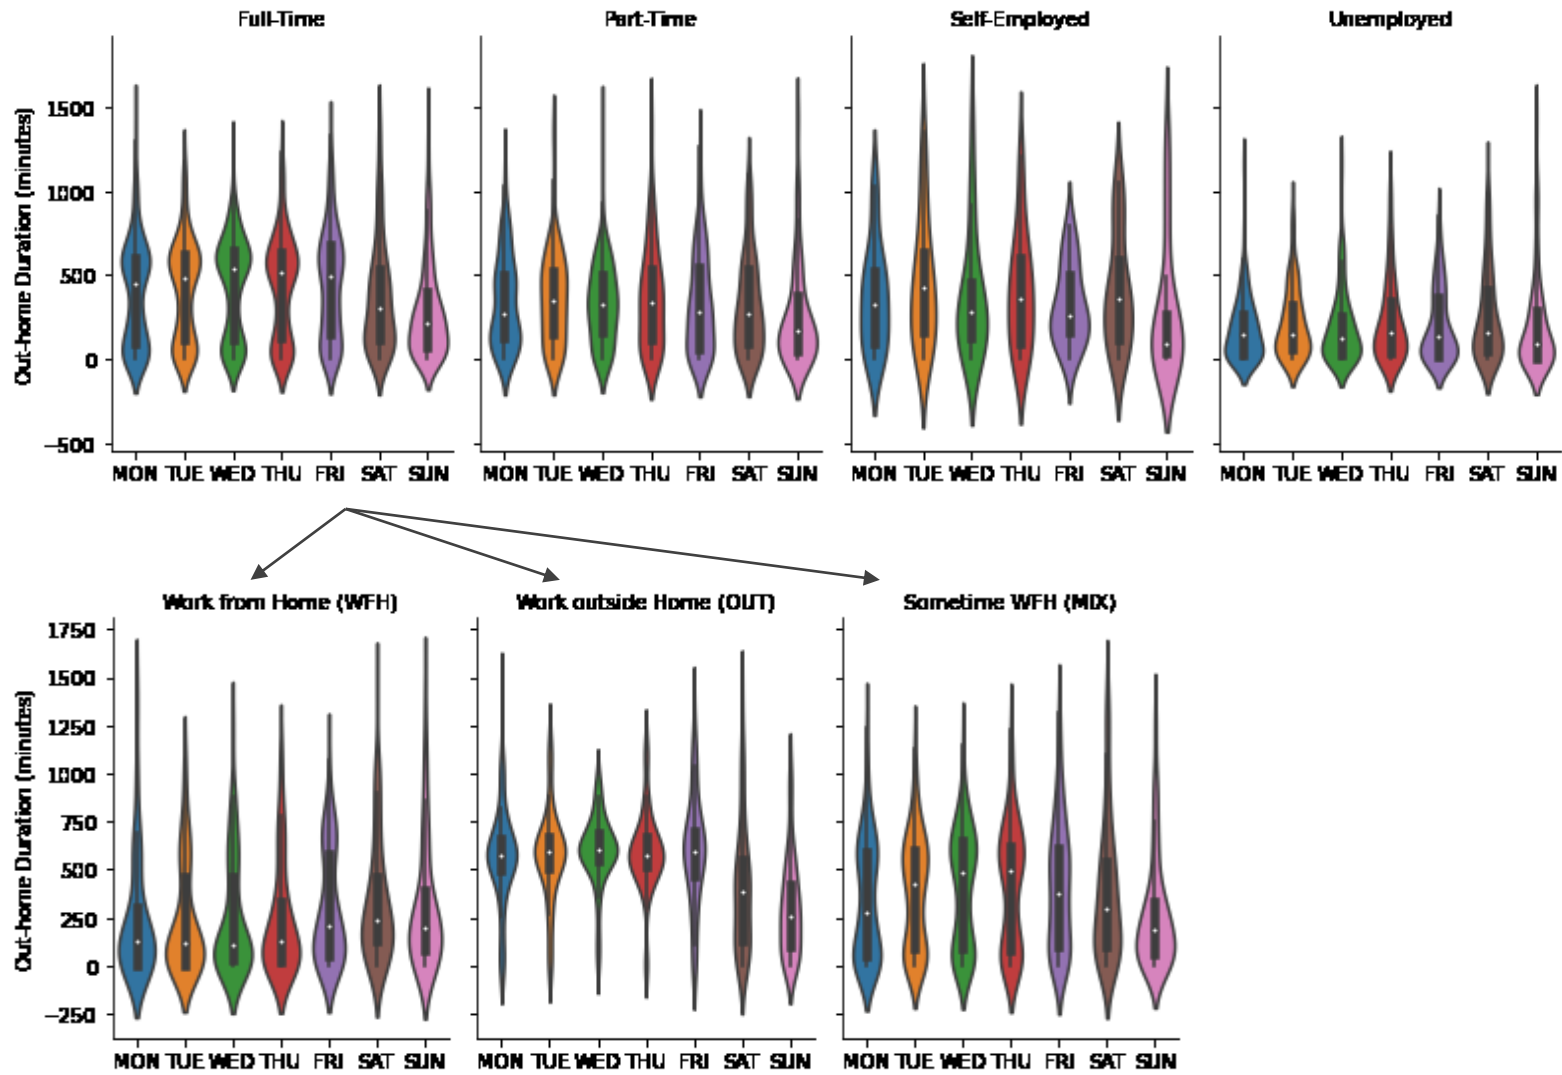 Full-Time Part-Time Self-Employed Unemployed
Out-home Duration (minutes)
1500
1000
500
0
−500
MON TUE WED THU FRI SAT SUN MON TUE WED THU FRI SAT SUN MON TUE WED THU FRI SAT SUN MON TUE WED THU FRI SAT SUN
Work from Home (WFH) Work outside Home (OUT) Sometime WFH (MIX)
Out-home Duration (minutes)
1750
1500
1250
1000
750
500
250
0
−250
MON TUE WED THU FRI SAT SUN MON TUE WED THU FRI SAT SUN MON TUE WED THU FRI SAT SUN